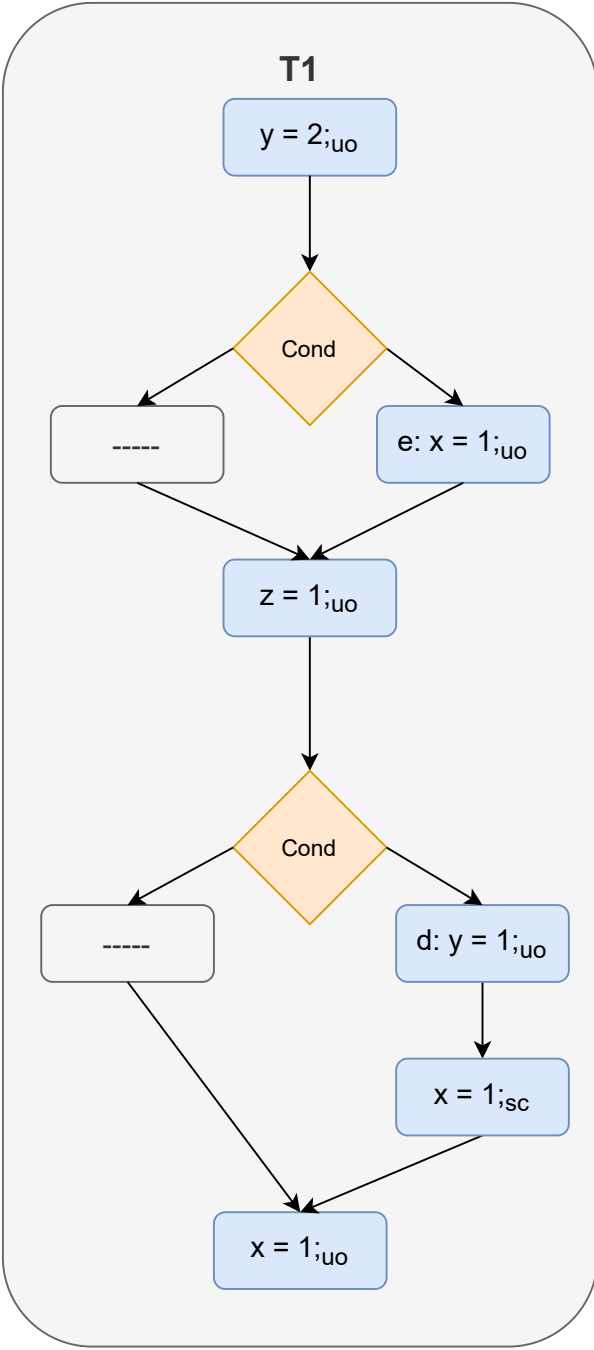 T1
y = 2;uo
Cond
-----
e: x = 1;uo
z = 1;uo
Cond
-----
d: y = 1;uo
x = 1;sc
x = 1;uo